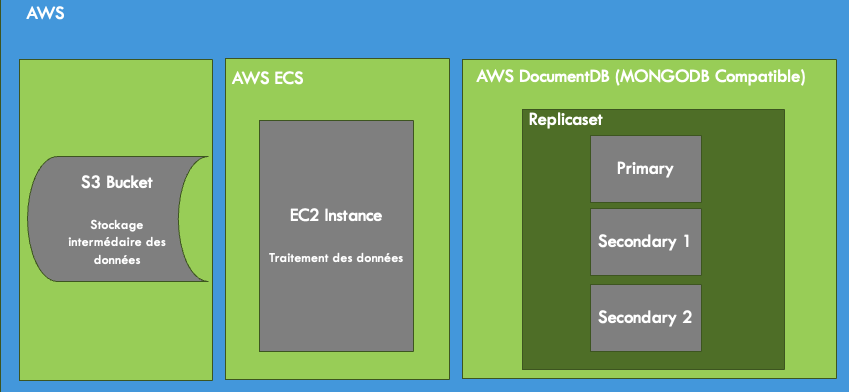 AWS
S3 Bucket
Stockage
intermédaire des
données
AWS ECS
EC2 Instance
Traitement des données
AWS DocumentDB (MONGODB Compatible)
Replicaset
Primary
Secondary 1
Secondary 2